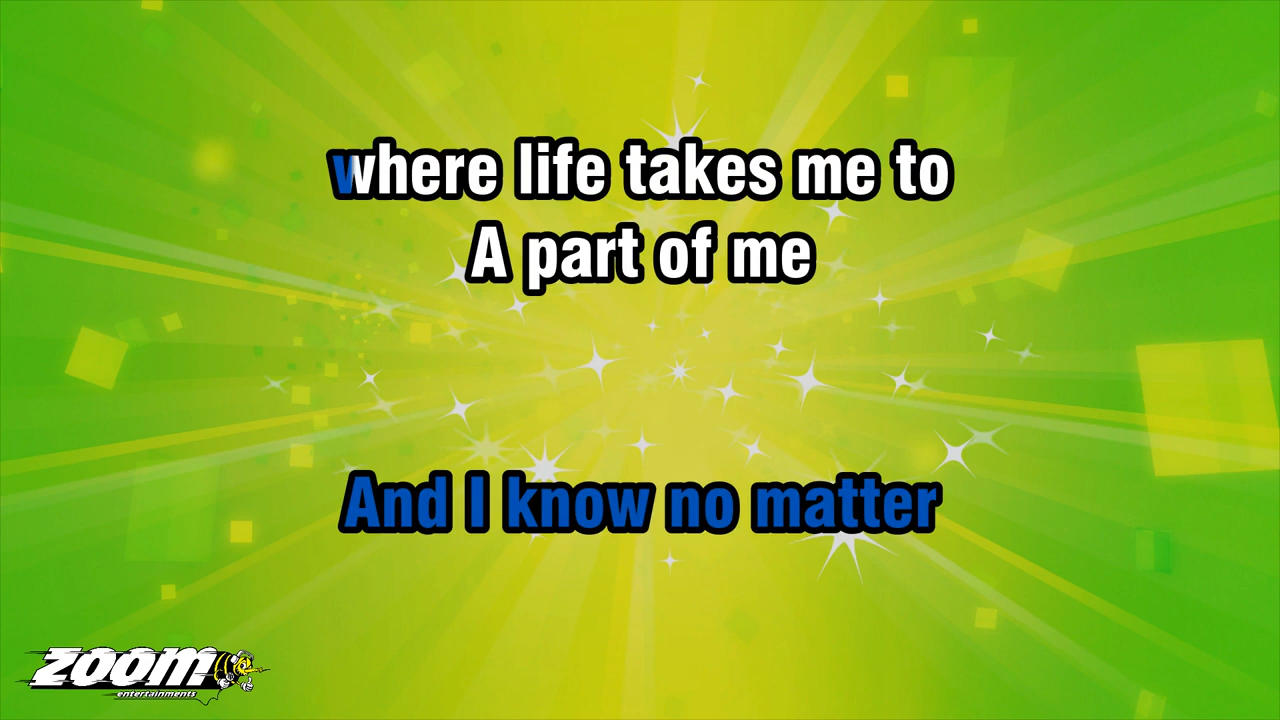 where life takes me to
A part of me
And I know no matter
zoom
entertainments